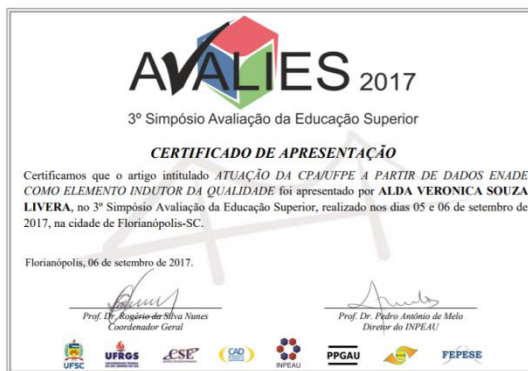 AVALIES 2017
3º Simpósio Avaliação da Educação Superior
CERTIFICADO DE APRESENTAÇÃO
Certificamos que o artigo intitulado ATUAÇÃO DA CPA/UFPE A PARTIR DE DADOS ENADE
COMO ELEMENTO INDUTOR DA QUALIDADE foi apresentado por ALDA VERONICA SOUZA
LIVERA, no 3º Simpósio Avaliação da Educação Superior, realizado nos dias 05 e 06 de setembro de
2017, na cidade de Florianópolis-SC.
Florianópolis, 06 de setembro de 2017.
Prof. Dr. Rogério da Silva Nunes
Coordenador Geral
Prof. Dr. Pedro Antônio de Melo
Diretor do INPEAU
UFSC
UFRGS
CSE
CAD
INPEAU
PPGAU
FEPESE